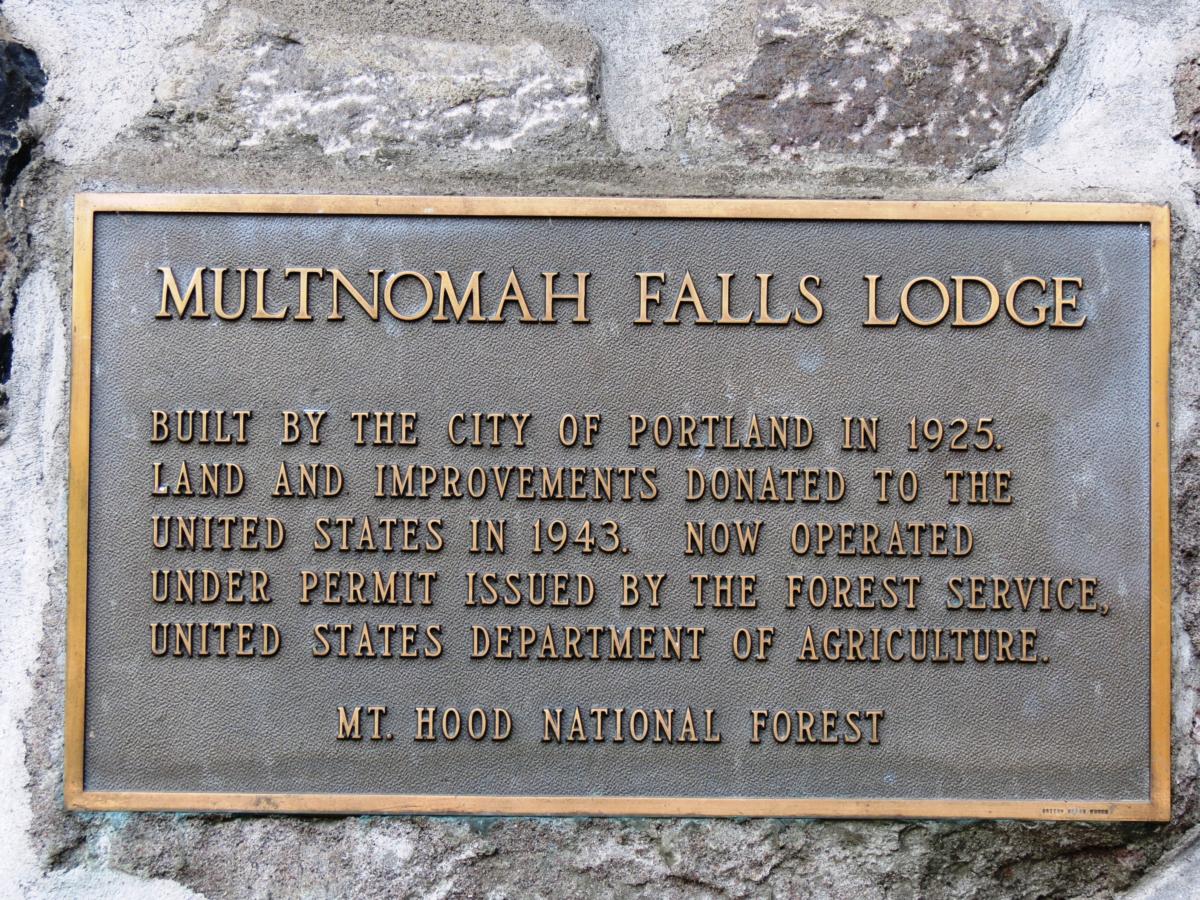 MULTNOMAH FALLS LODGE
BUILT BY THE CITY OF PORTLAND IN 1925.
LAND AND IMPROVEMENTS DONATED TO THE
UNITED STATES IN 1943. NOW OPERATED
UNDER PERMIT ISSUED BY THE FOREST SERVICE,
UNITED STATES DEPARTMENT OF AGRICULTURE.
MT. HOOD NATIONAL FOREST